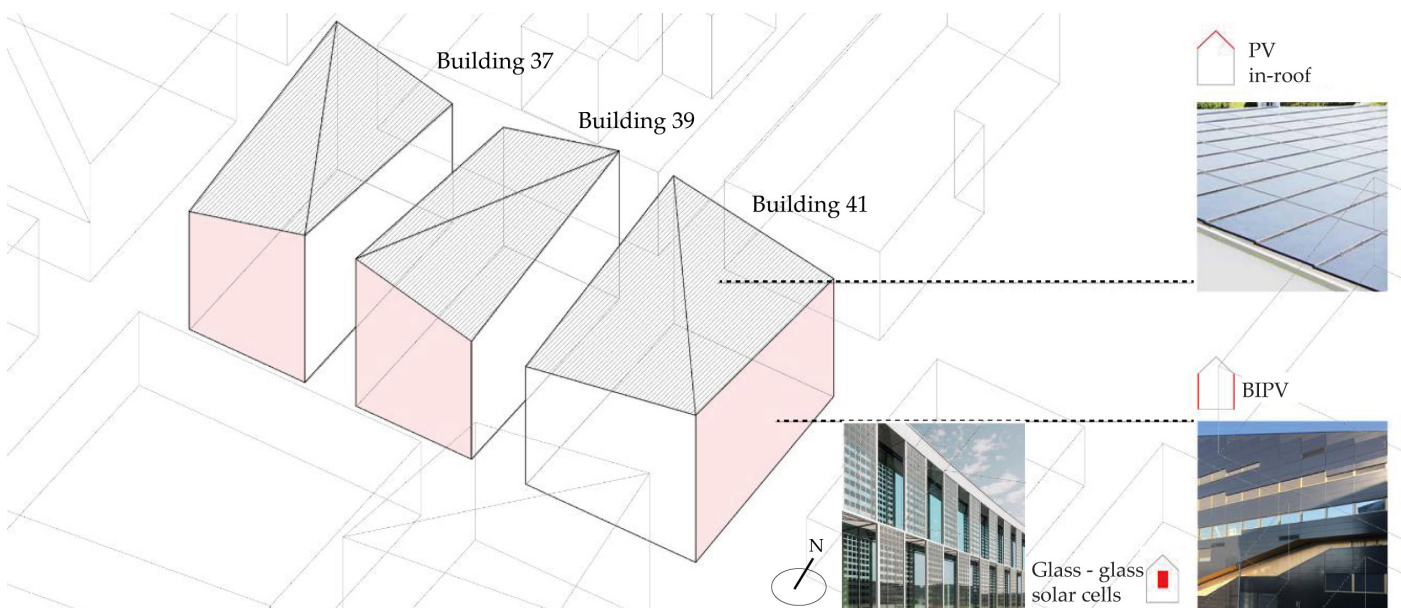 Building 37
Building 39
Building 41
PV
in-roof
BIPV
N
Glass - glass
solar cells